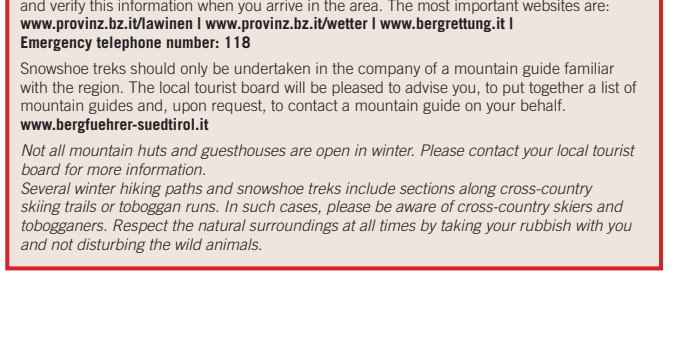 and verify this information when you arrive in the area. The most important websites are:
www.provinz.bz.it/lawinen I www.provinz.bz.it/wetter I www.bergrettung.it I
Emergency telephone number: 118
Snowshoe treks should only be undertaken in the company of a mountain guide familiar
with the region. The local tourist board will be pleased to advise you, to put together a list of
mountain guides and, upon request, to contact a mountain guide on your behalf.
www.bergfuehrer-suedtirol.it
Not all mountain huts and guesthouses are open in winter. Please contact your local tourist
board for more information.
Several winter hiking paths and snowshoe treks include sections along cross-country
skiing trails or toboggan runs. In such cases, please be aware of cross-country skiers and
tobogganers. Respect the natural surroundings at all times by taking your rubbish with you
and not disturbing the wild animals.